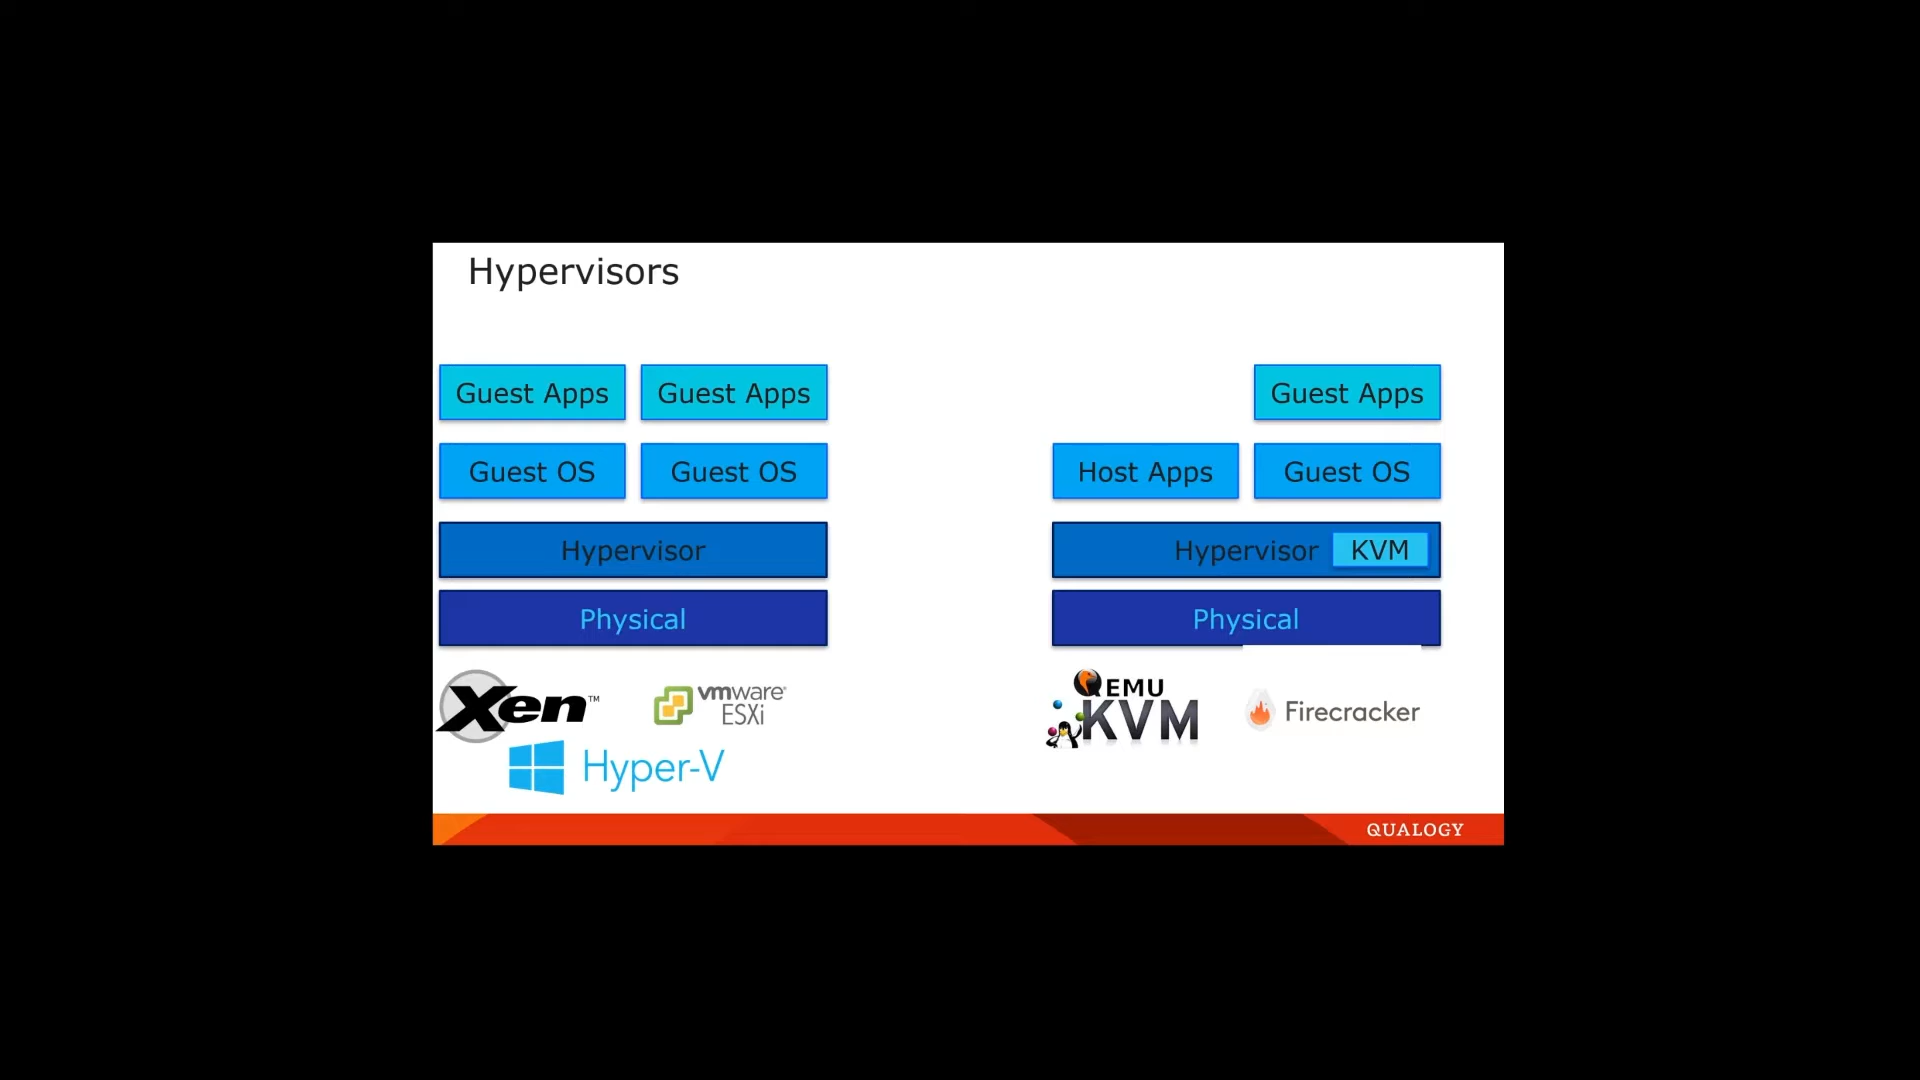 Hypervisors
Guest Apps Guest Apps Guest Apps
Guest OS Guest OS Host Apps Guest OS
Hypervisor Hypervisor KVM
Physical Physical
Xen™ vmware® ESXi QEMU KVM Firecracker
Hyper-V
QUALOGY